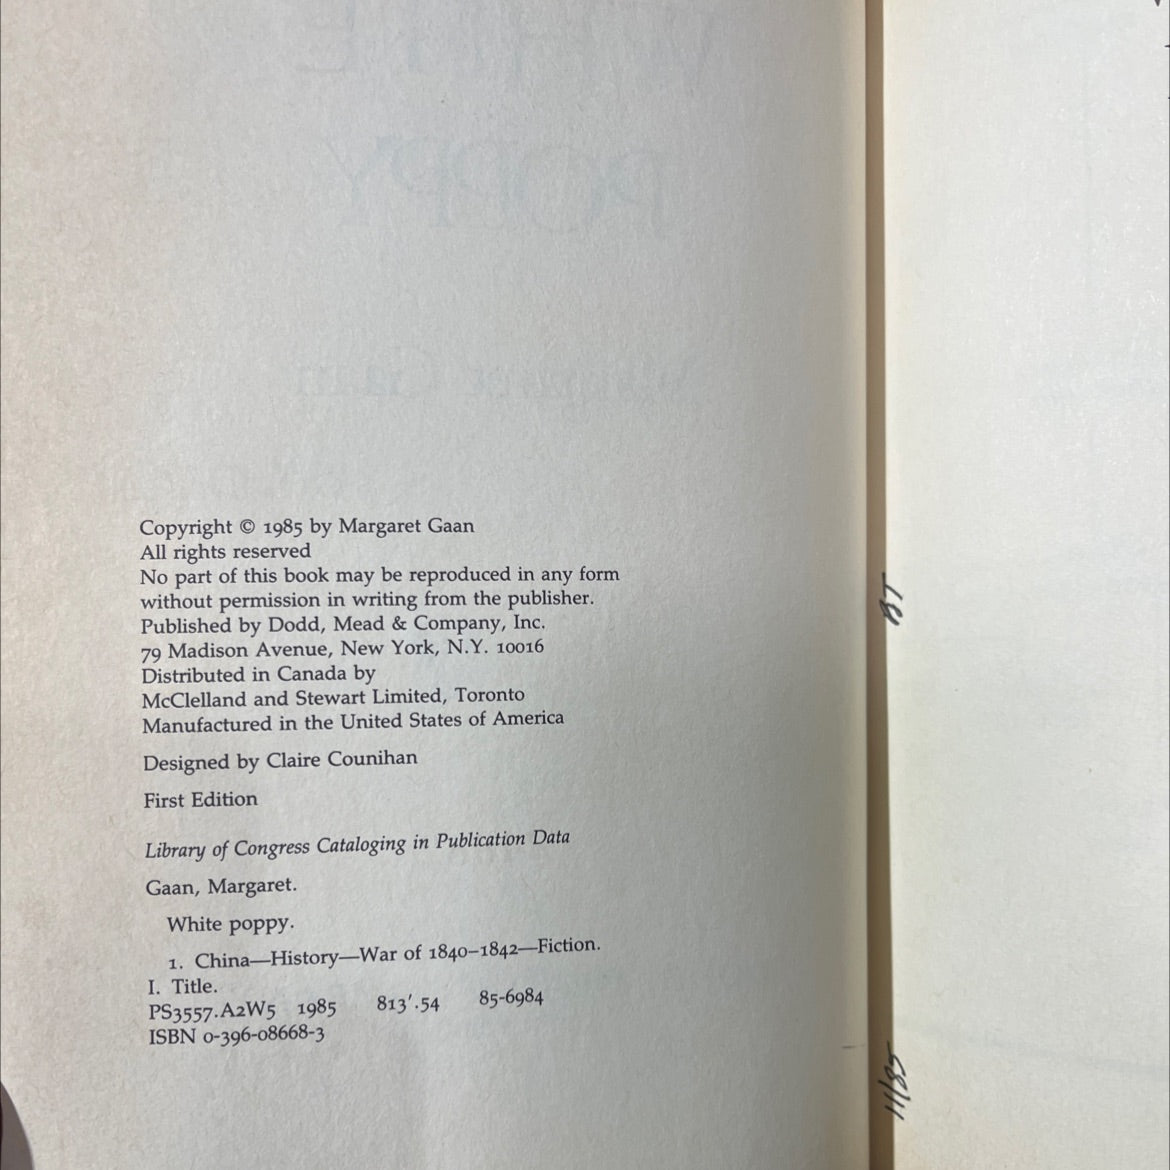 Copyright © 1985 by Margaret Gaan
All rights reserved
No part of this book may be reproduced in any form
without permission in writing from the publisher.
Published by Dodd, Mead & Company, Inc.
79 Madison Avenue, New York, N.Y. 10016
Distributed in Canada by
McClelland and Stewart Limited, Toronto
Manufactured in the United States of America
Designed by Claire Counihan
First Edition
Library of Congress Cataloging in Publication Data
Gaan, Margaret.
White poppy.
1. China—History—War of 1840–1842—Fiction.
I. Title.
PS3557.A2W5 1985 813′.54 85-6984
ISBN 0-396-08668-3
BT
11/85